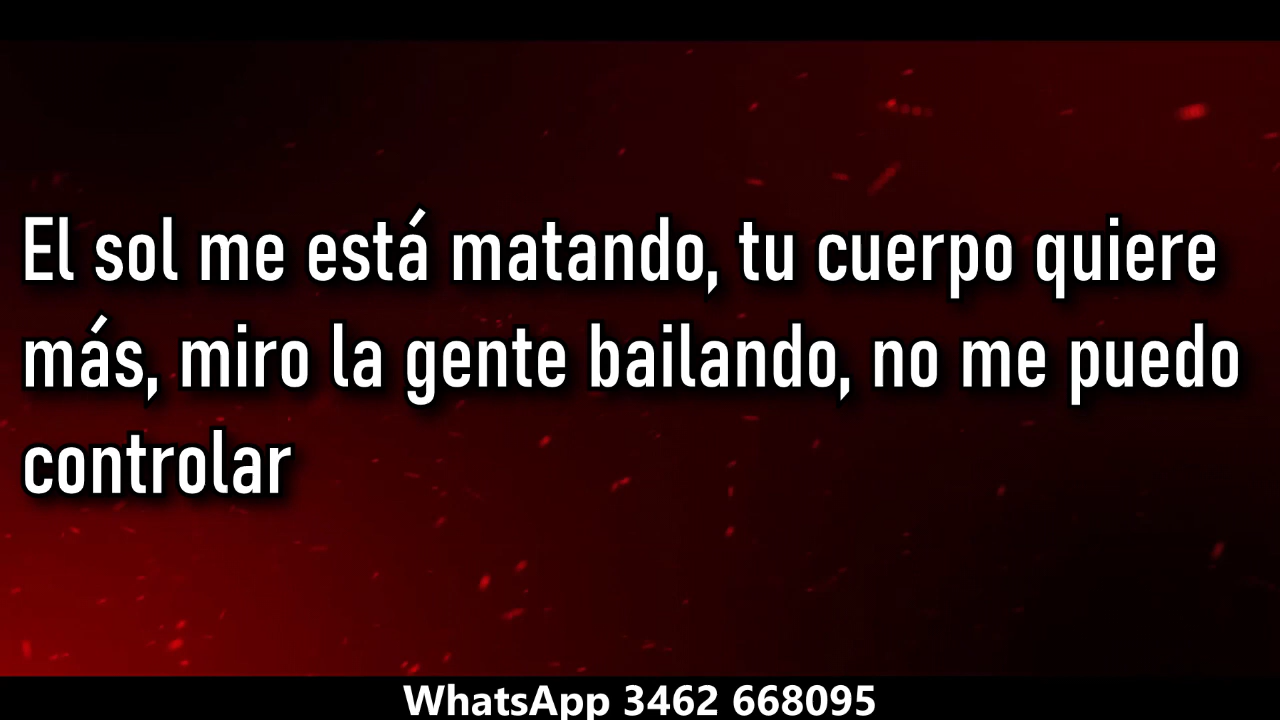 El sol me está matando, tu cuerpo quiere
más, miro la gente bailando, no me puedo
controlar
WhatsApp 3462 668095